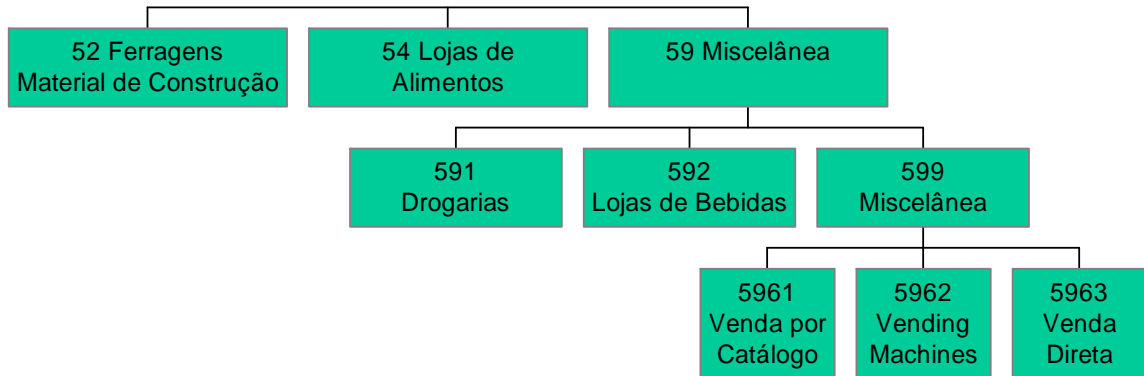 52 Ferragens
Material de Construção
54 Lojas de
Alimentos
59 Miscelânea
591
Drogarias
592
Lojas de Bebidas
599
Miscelânea
5961
Venda por
Catálogo
5962
Vending
Machines
5963
Venda
Direta